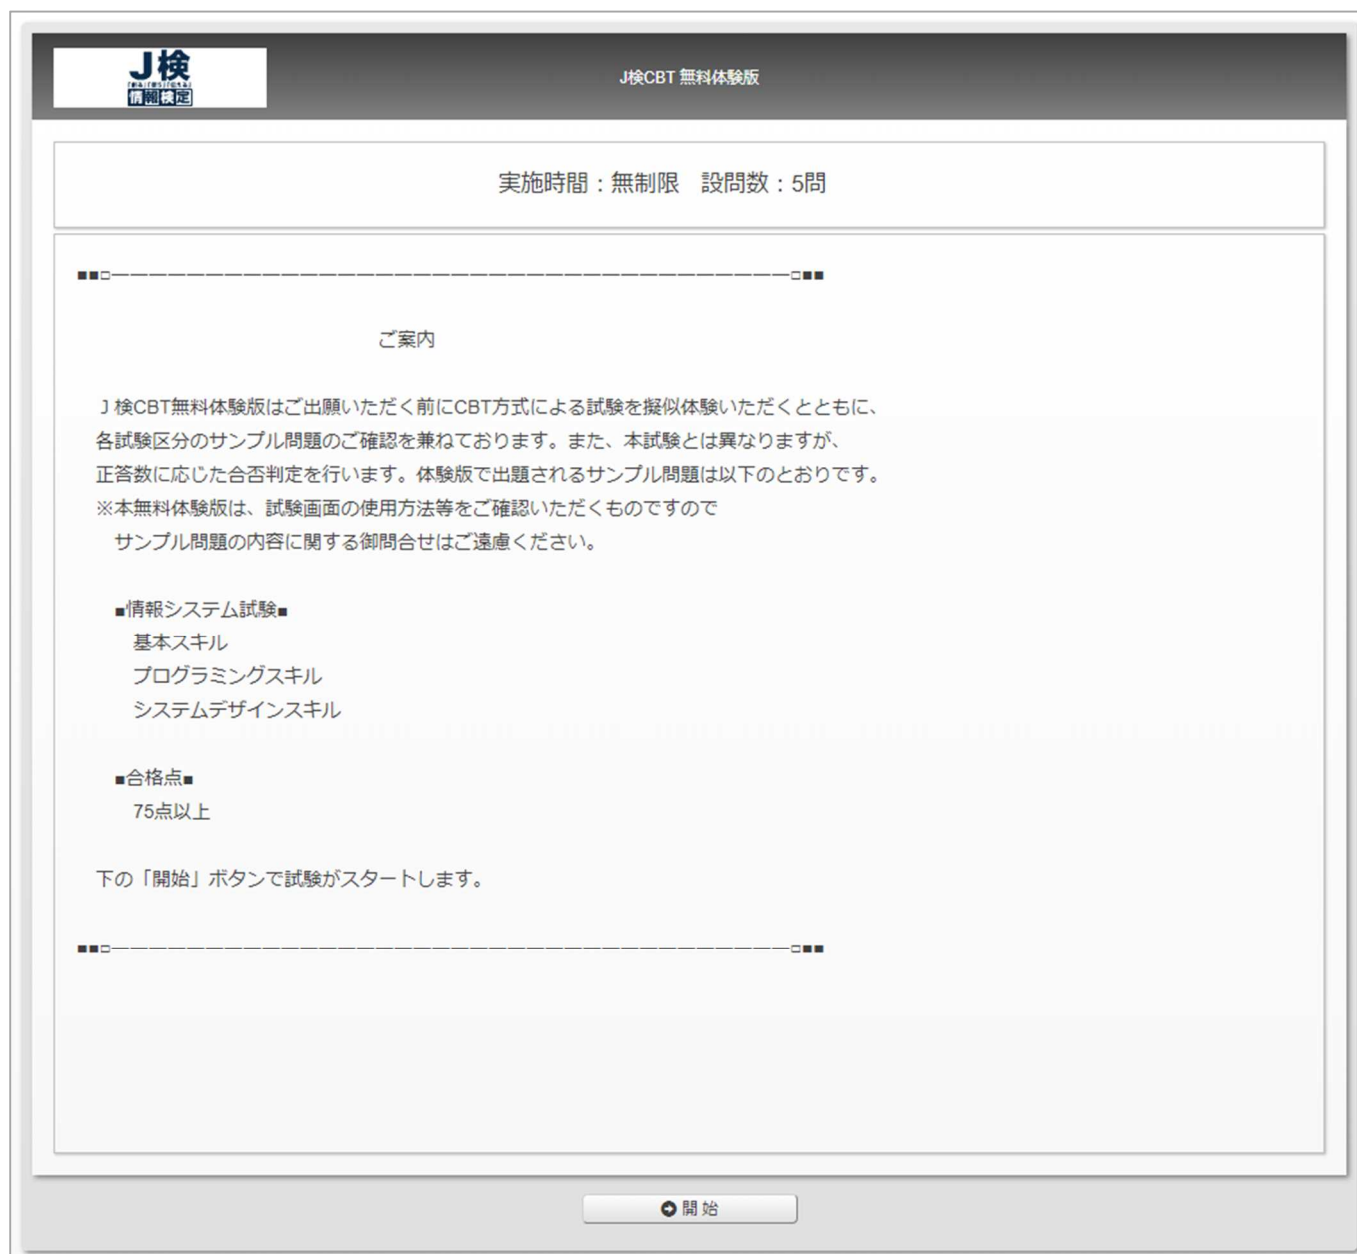 J検
情報検定
J検CBT 無料体験版
実施時間：無制限　設問数：5問
■■□――――――――――――――――――――――――――――――――――――□■■
ご案内
Ｊ検CBT無料体験版はご出願いただく前にCBT方式による試験を擬似体験いただくとともに、
各試験区分のサンプル問題のご確認を兼ねております。また、本試験とは異なりますが、
正答数に応じた合否判定を行います。体験版で出題されるサンプル問題は以下のとおりです。
※本無料体験版は、試験画面の使用方法等をご確認いただくものですので
サンプル問題の内容に関する御問合せはご遠慮ください。
■情報システム試験■
基本スキル
プログラミングスキル
システムデザインスキル
■合格点■
75点以上
下の「開始」ボタンで試験がスタートします。
■■□――――――――――――――――――――――――――――――――――――□■■
開始